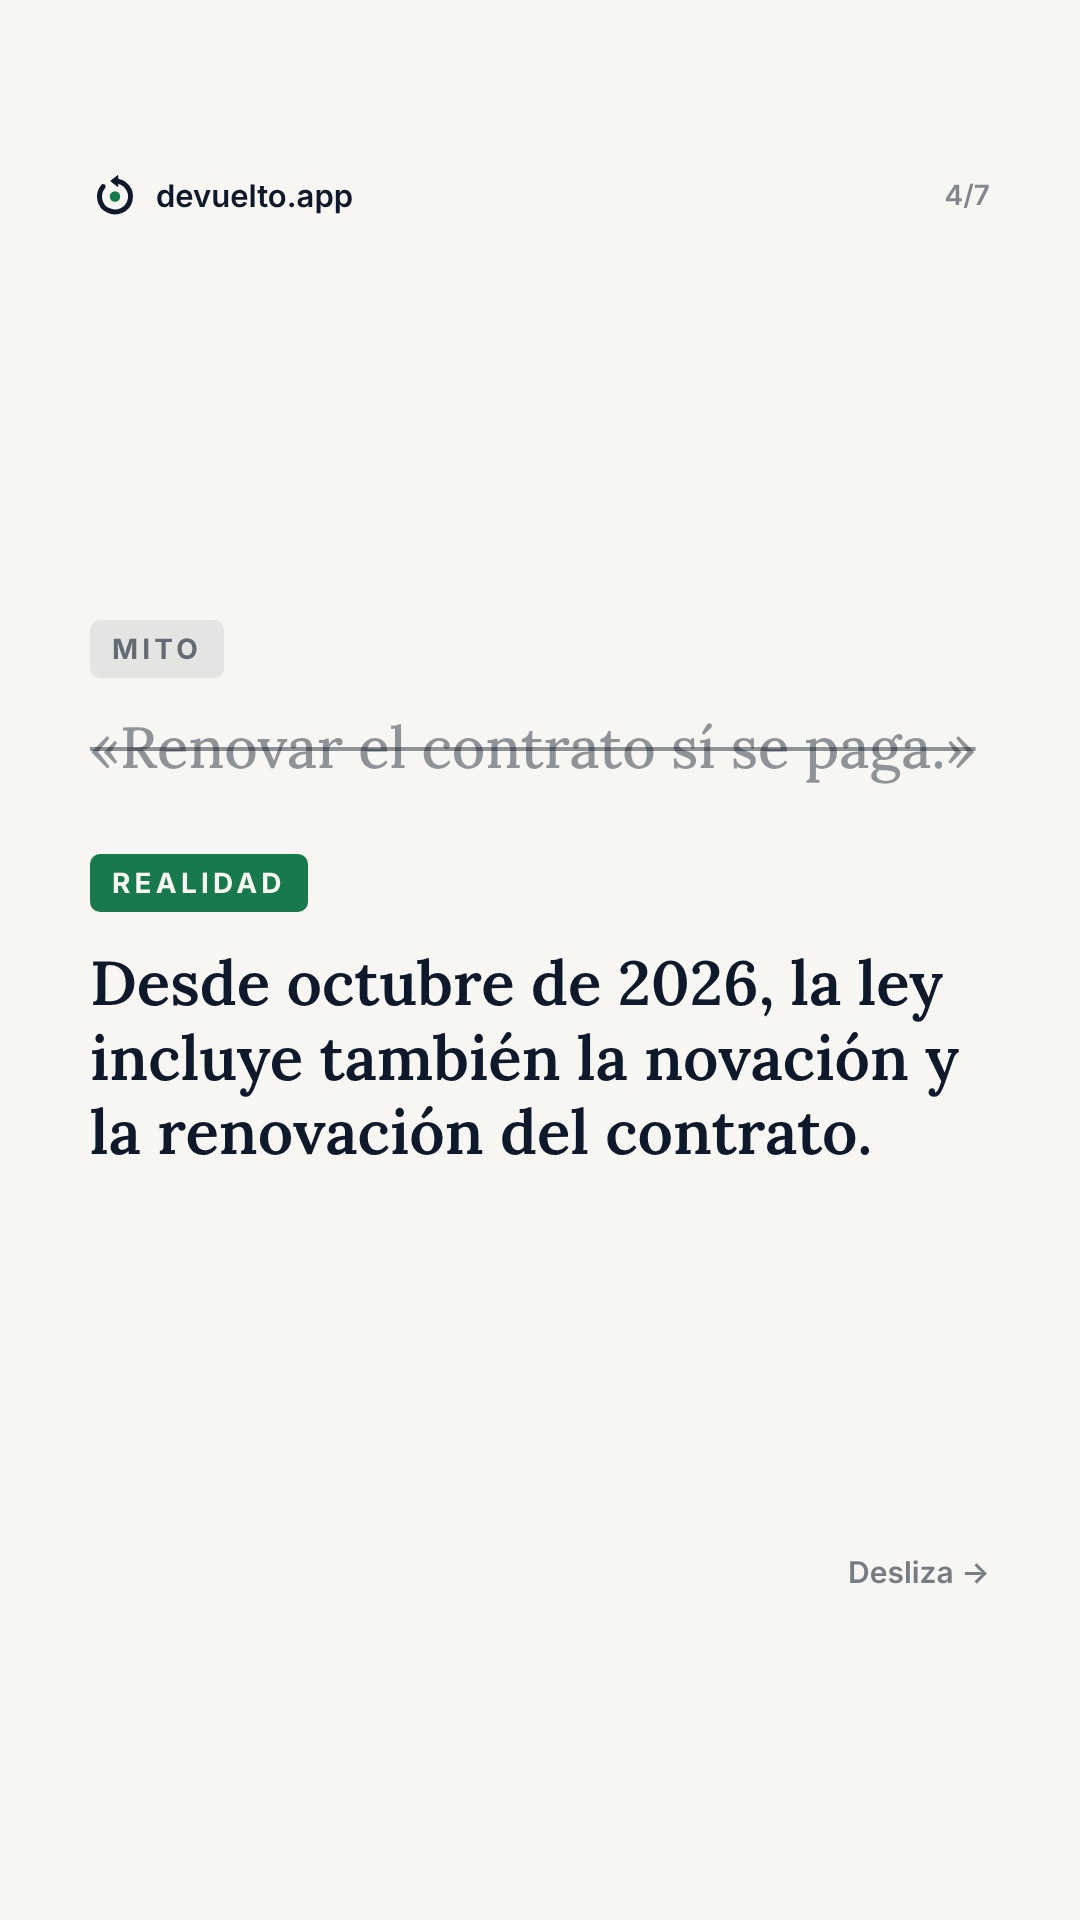 devuelto.app
4/7
MITO
«Renovar el contrato sí se paga.»
REALIDAD
Desde octubre de 2026, la ley
incluye también la novación y
la renovación del contrato.
Desliza →